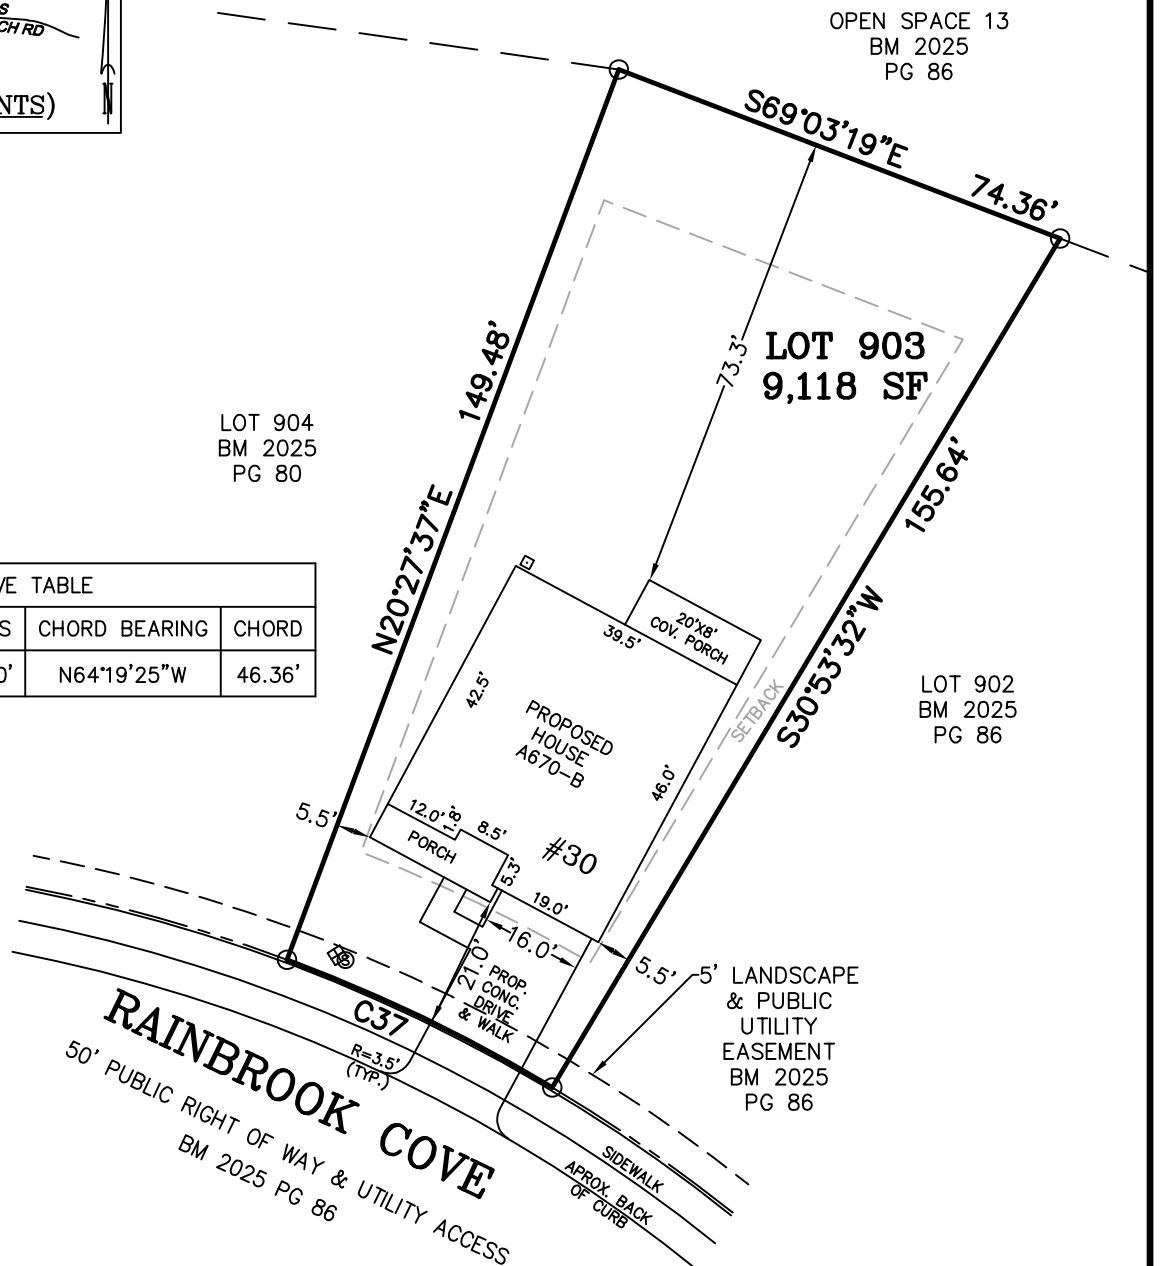 S
CH RD
NTS)
N
OPEN SPACE 13
BM 2025
PG 86
S69°03'19"E
74.36'
149.48'
N20°27'37"E
73.3'
LOT 903
9,118 SF
155.64'
S30°53'32"W
LOT 904
BM 2025
PG 80
VE TABLE
S CHORD BEARING CHORD
0' N64°19'25"W 46.36'
20'X8'
COV. PORCH
39.5'
42.5'
PROPOSED
HOUSE
A670-B
SETBACK
46.0'
LOT 902
BM 2025
PG 86
5.5'
12.0'
1.8'
8.5'
PORCH
5.3'
#30
19.0'
16.0'
21.0'
PROP.
CONC.
DRIVE
& WALK
5.5'
5' LANDSCAPE
& PUBLIC
UTILITY
EASEMENT
BM 2025
PG 86
C37
R=3.5'
(TYP.)
RAINBROOK COVE
50' PUBLIC RIGHT OF WAY & UTILITY ACCESS
BM 2025 PG 86
SIDEWALK
APROX. BACK
OF CURB